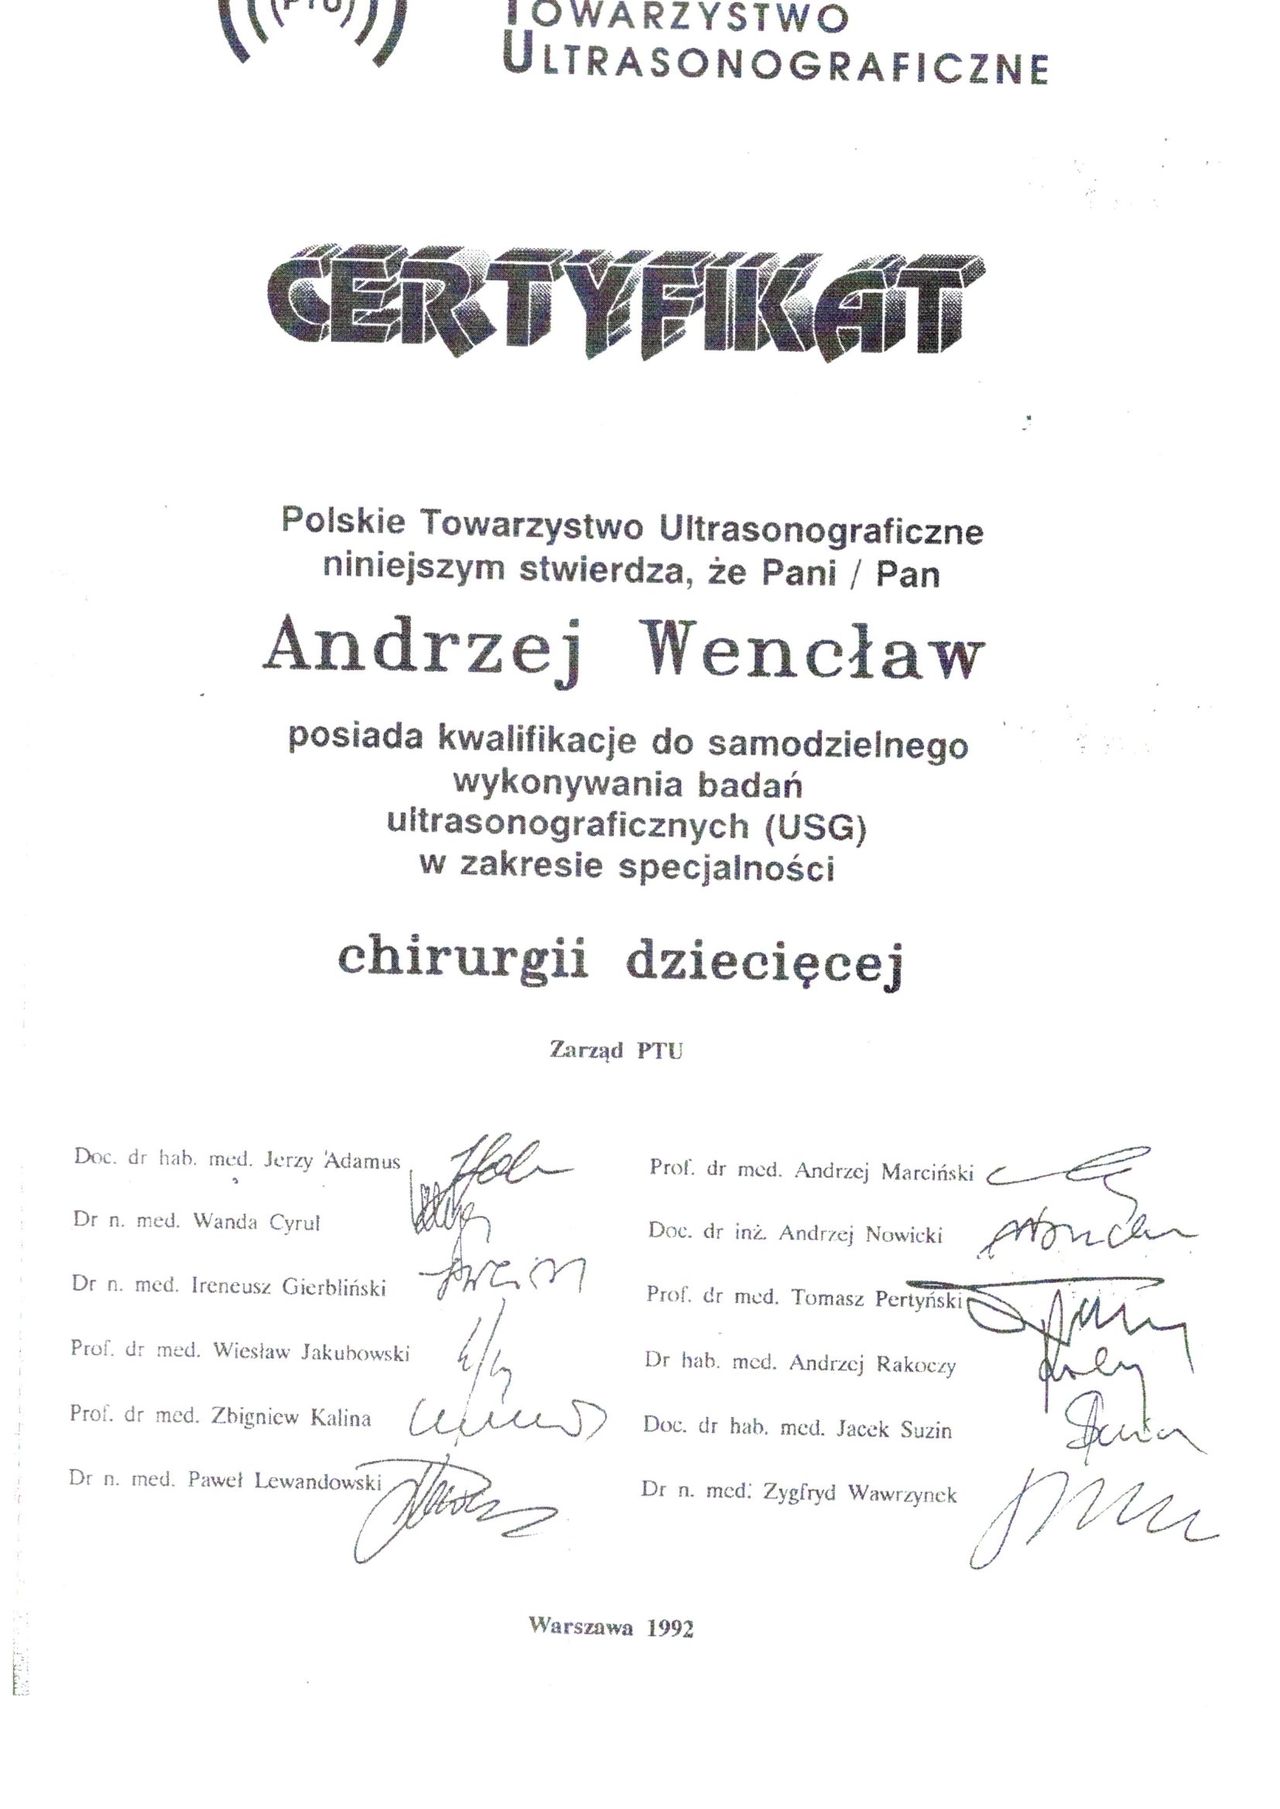 PTU
TOWARZYSTWO
ULTRASONOGRAFICZNE
CERTYFIKAT
Polskie Towarzystwo Ultrasonograficzne
niniejszym stwierdza, że Pani / Pan
Andrzej Wencław
posiada kwalifikacje do samodzielnego
wykonywania badań
ultrasonograficznych (USG)
w zakresie specjalności
chirurgii dziecięcej
Zarząd PTU
Doc. dr hab. med. Jerzy Adamus
Dr n. med. Wanda Cyrul
Dr n. med. Ireneusz Gierbliński
Prof. dr med. Wiesław Jakubowski
Prof. dr med. Zbigniew Kalina
Dr n. med. Paweł Lewandowski
Prof. dr med. Andrzej Marciński
Doc. dr inż. Andrzej Nowicki
Prof. dr med. Tomasz Pertyński
Dr hab. med. Andrzej Rakoczy
Doc. dr hab. med. Jacek Suzin
Dr n. med. Zygfryd Wawrzynek
Warszawa 1992